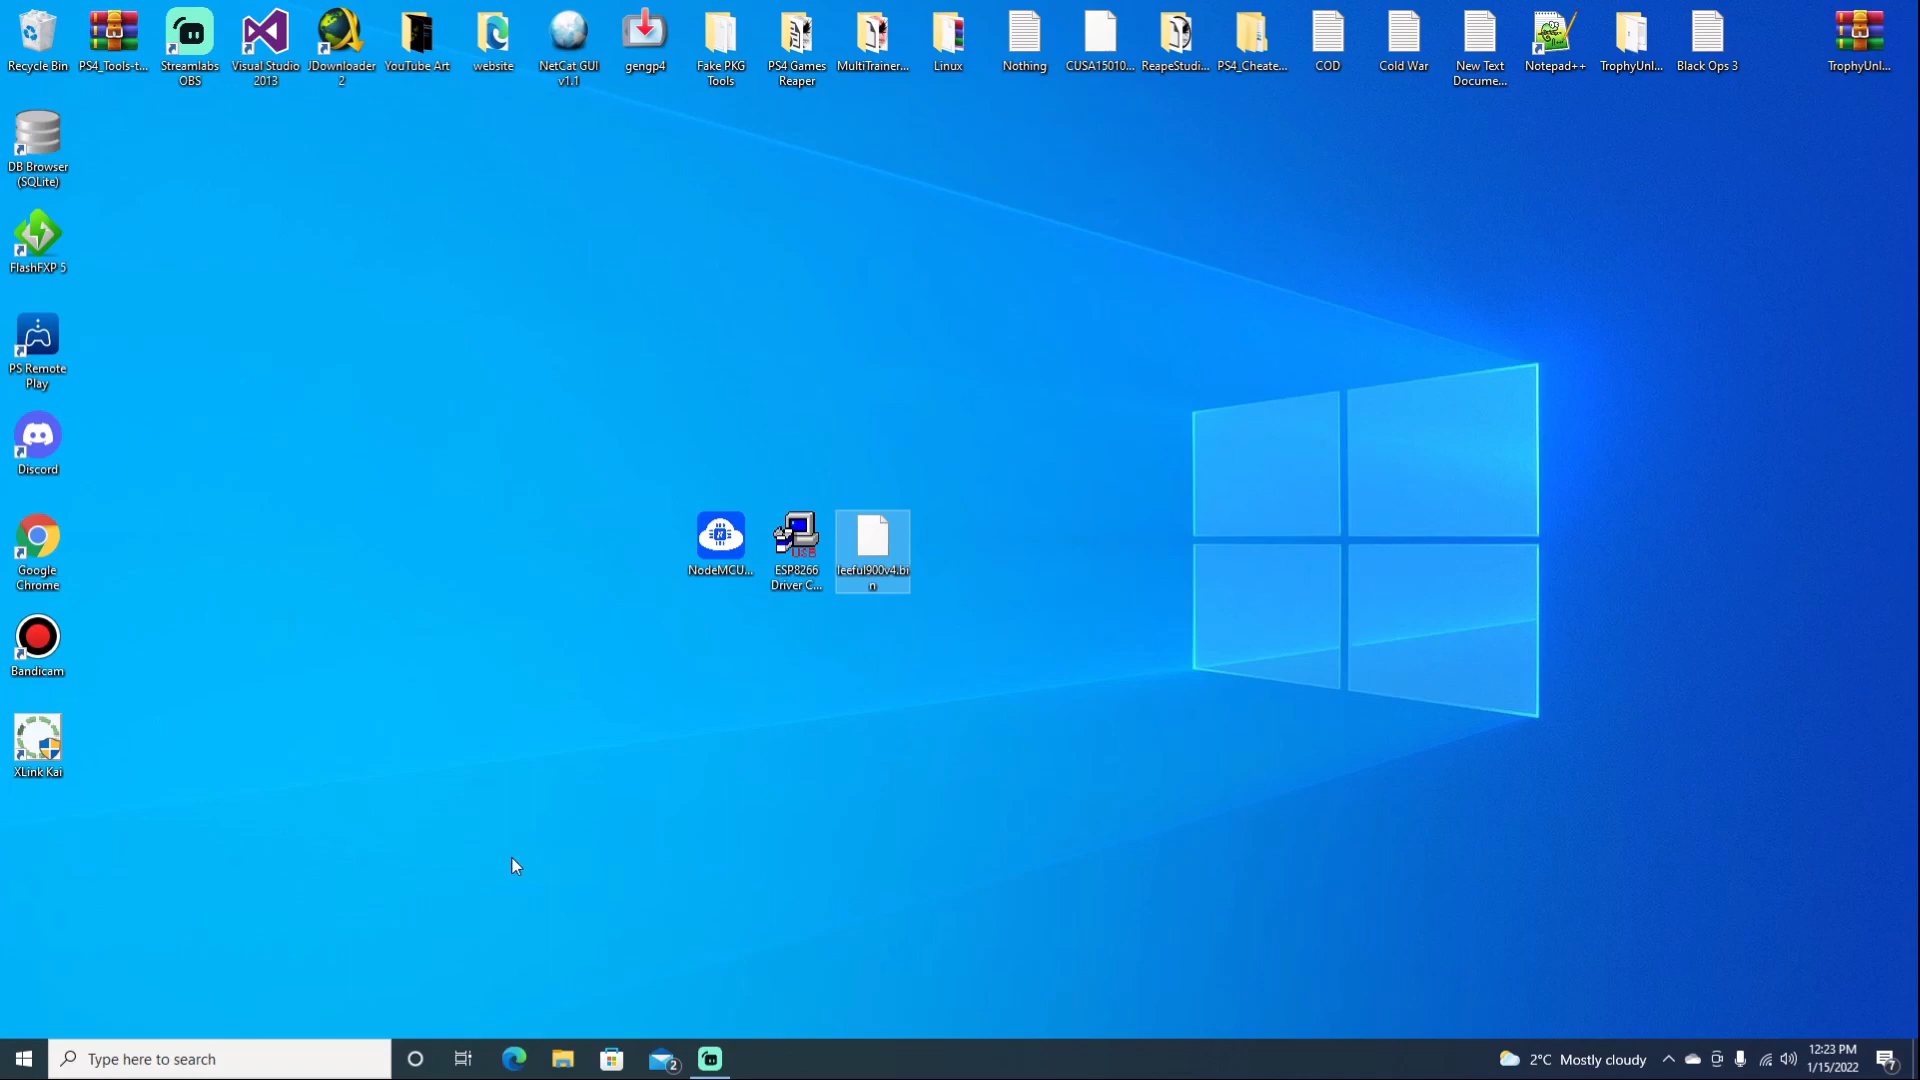 Recycle Bin
PS4_Tools-t...
Streamlabs
OBS
Visual Studio
2013
JDownloader
2
YouTube Art
website
NetCat GUI
v1.1
gengp4
Fake PKG
Tools
PS4 Games
Reaper
MultiTrainer...
Linux
Nothing
CUSA15010...
ReapeStudi...
PS4_Cheate...
COD
Cold War
New Text
Docume...
Notepad++
TrophyUnl...
Black Ops 3
TrophyUnl...
DB Browser
(SQLite)
FlashFXP 5
PS Remote
Play
Discord
Google
Chrome
Bandicam
XLink Kai
NodeMCU...
USB
ESP8266
Driver C...
leeful900v4.bi
n
Type here to search
2
2°C Mostly cloudy
12:23 PM
1/15/2022
7